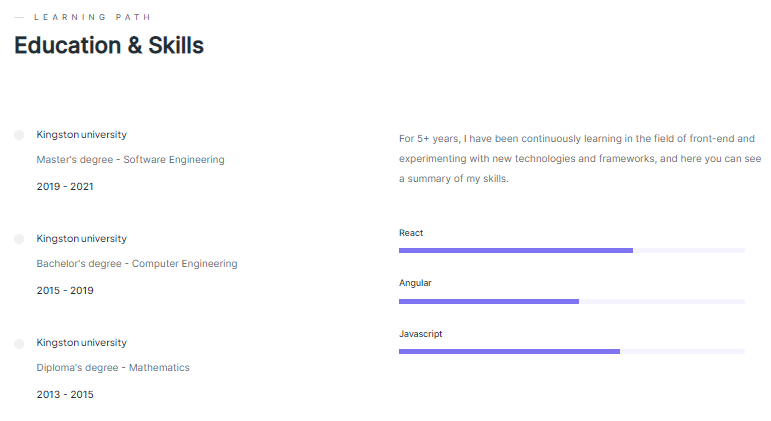 LEARNING PATH
Education & Skills
Kingston university
Master's degree - Software Engineering
2019 - 2021
Kingston university
Bachelor's degree - Computer Engineering
2015 - 2019
Kingston university
Diploma's degree - Mathematics
2013 - 2015
For 5+ years, I have been continuously learning in the field of front-end and
experimenting with new technologies and frameworks, and here you can see
a summary of my skills.
React
Angular
Javascript